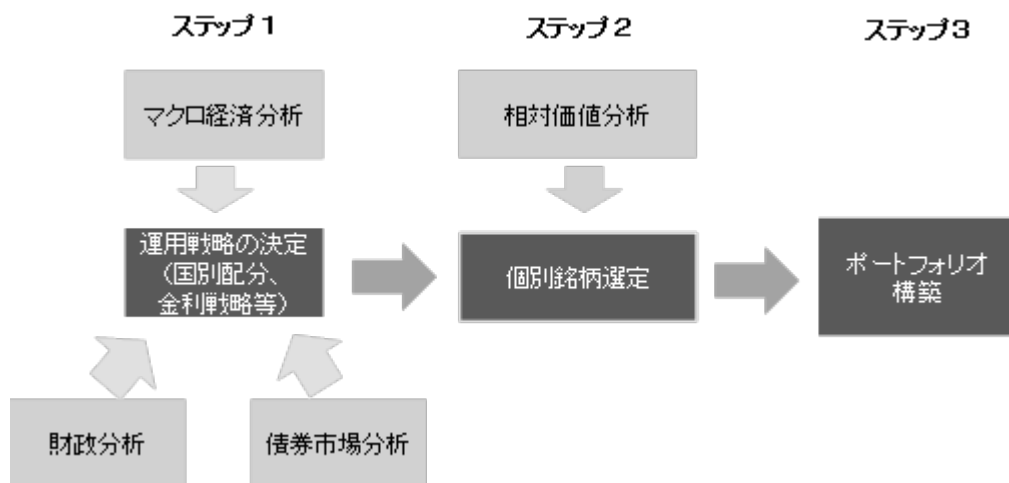 ステップ1
ステップ2
ステップ3
マクロ経済分析
相対価値分析
運用戦略の決定
（国別配分、
金利戦略等）
個別銘柄選定
ポートフォリオ
構築
財政分析
債券市場分析